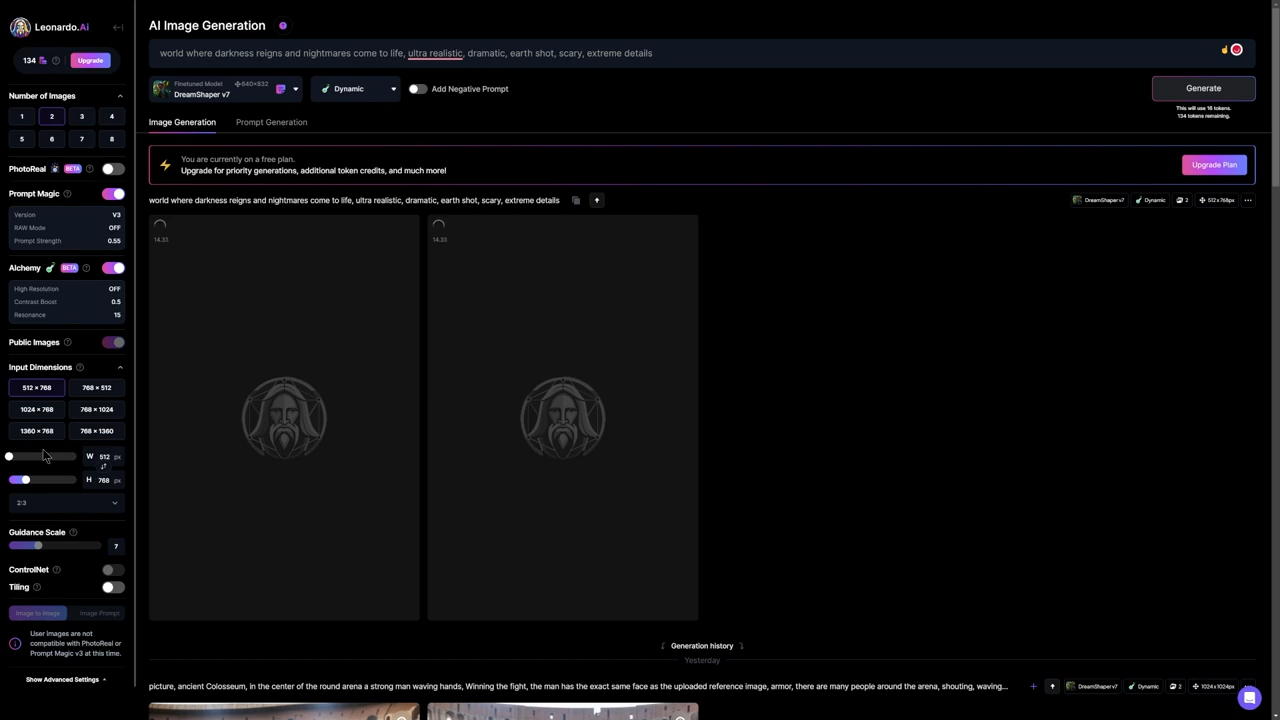 Leonardo.Ai
134
Upgrade
Number of Images
1 2 3 4
5 6 7 8
PhotoReal BETA
Prompt Magic
Version V3
RAW Mode OFF
Prompt Strength 0.55
Alchemy BETA
High Resolution OFF
Contrast Boost 0.5
Resonance 15
Public Images
Input Dimensions
512 × 768 768 × 512
1024 × 768 768 × 1024
1360 × 768 768 × 1360
W 512 px
H 768 px
2:3
Guidance Scale
7
ControlNet
Tiling
Image to Image Image Prompt
User images are not
compatible with PhotoReal or
Prompt Magic v3 at this time.
Show Advanced Settings
AI Image Generation
world where darkness reigns and nightmares come to life, ultra realistic, dramatic, earth shot, scary, extreme details
Finetuned Model 640×832
DreamShaper v7
Dynamic
Add Negative Prompt
Generate
This will use 16 tokens.
134 tokens remaining.
Image Generation Prompt Generation
You are currently on a free plan.
Upgrade for priority generations, additional token credits, and much more!
Upgrade Plan
world where darkness reigns and nightmares come to life, ultra realistic, dramatic, earth shot, scary, extreme details
DreamShaper v7 Dynamic 2 512 x 768px
14.33 14.33
Generation history
Yesterday
picture, ancient Colosseum, in the center of the round arena a strong man waving hands, Winning the fight, the man has the exact same face as the uploaded reference image, armor, there are many people around the arena, shouting, waving...
DreamShaper v7 Dynamic 2 1024 x 1024px